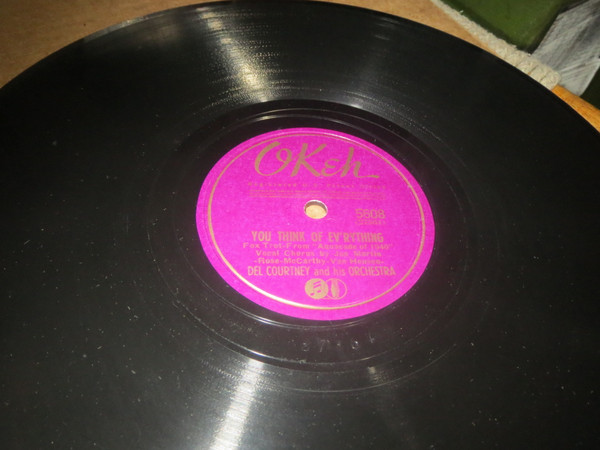 OKeh
5608
YOU THINK OF EV'RYTHING
Fox Trot-From "Aquacade of 1940"
Vocal Chorus by Joe Martin
-Rose-McCarthy-Van Heusen-
DEL COURTNEY and his ORCHESTRA